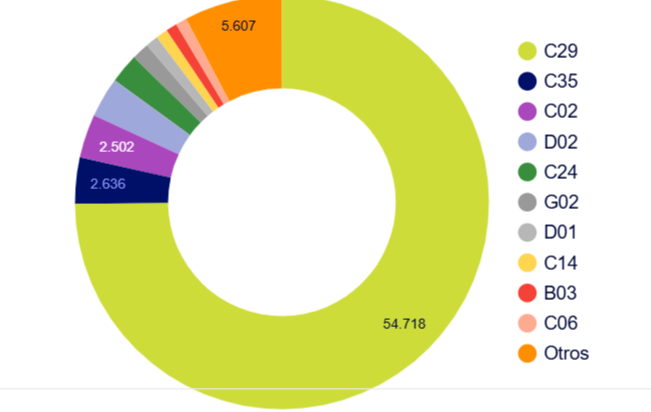 5.607
2.502
2.636
54.718
C29
C35
C02
D02
C24
G02
D01
C14
B03
C06
Otros